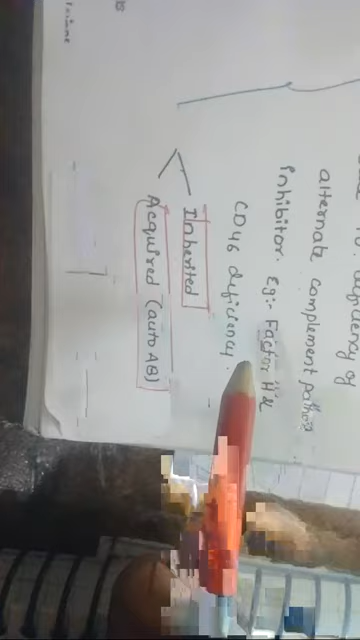 deficiency of
alternate complement pathway
inhibitor. Eg:- Factor H &
CD46 deficiency.
Inherited
Acquired (auto AB)